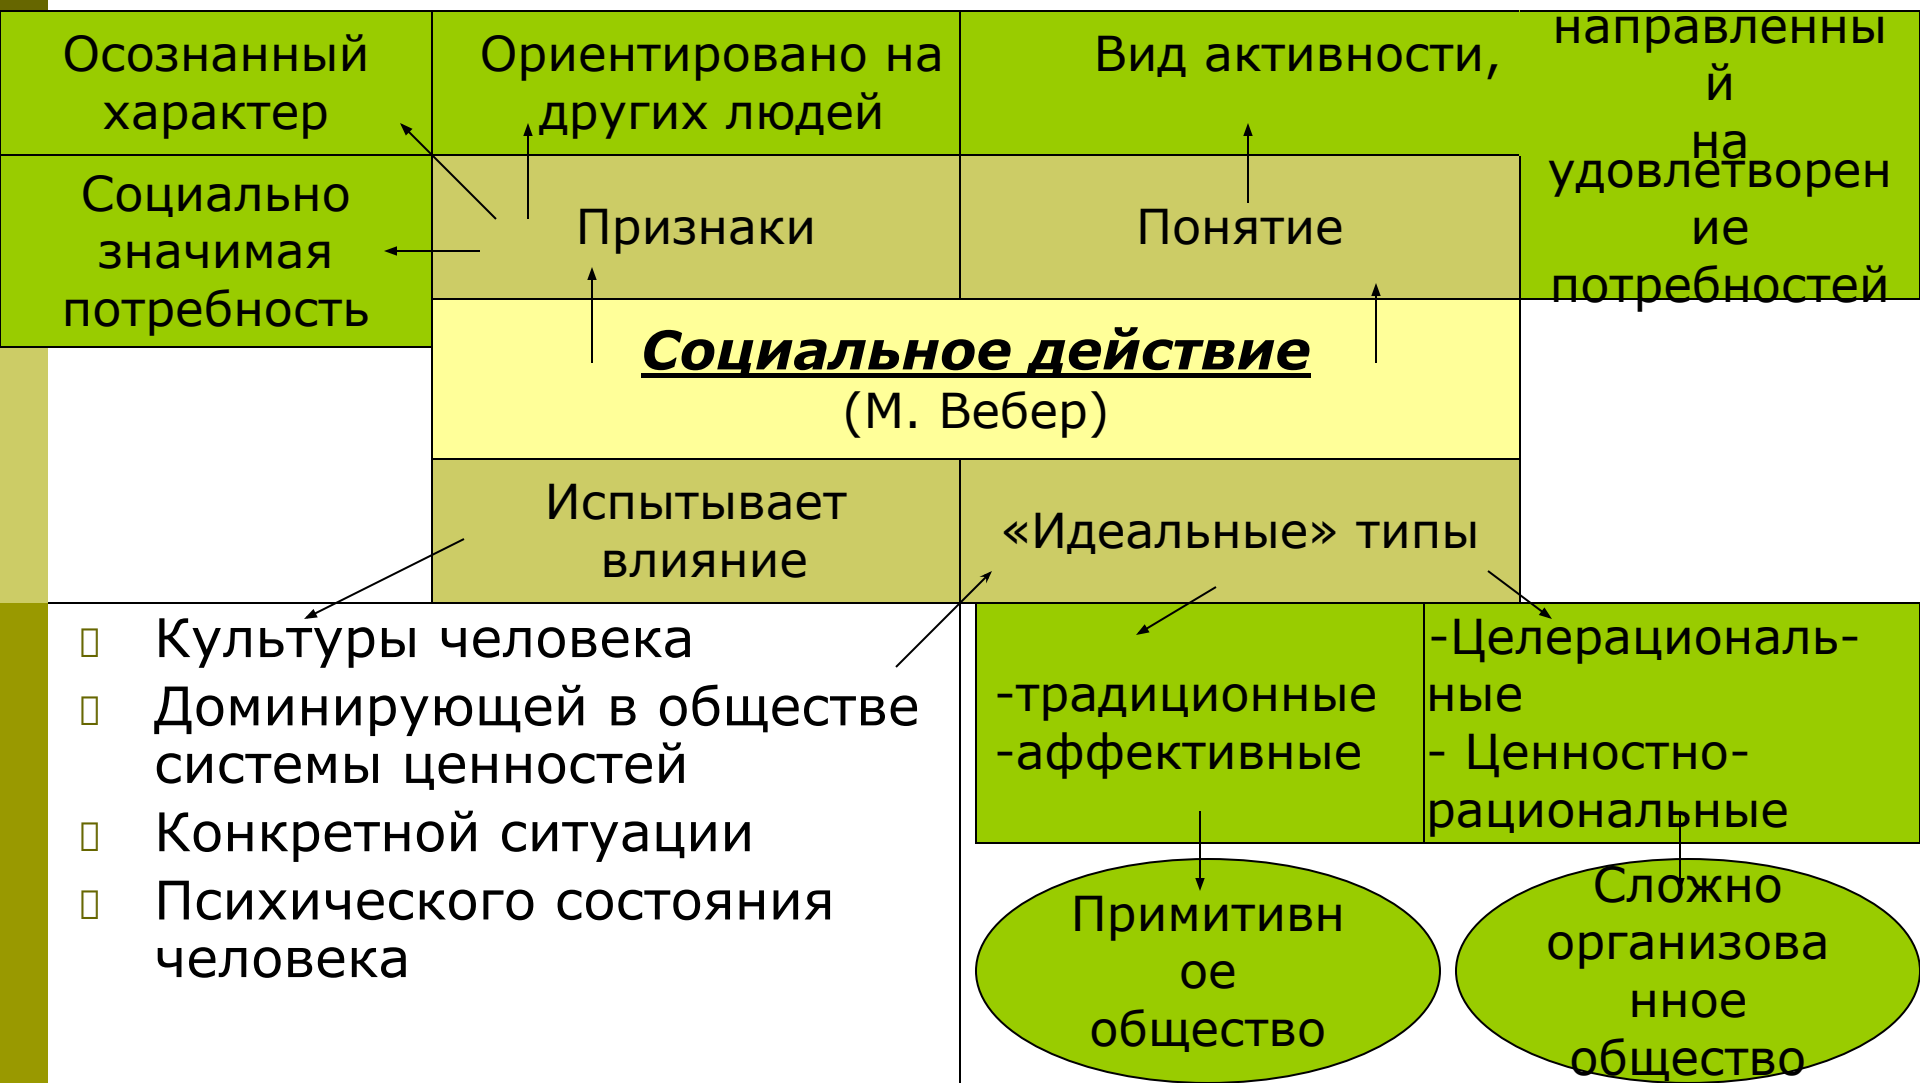 Осознанный
характер
Ориентировано на
других людей
Вид активности,
направленны
й
на
удовлетворен
ие
потребностей
Социально
значимая
потребность
Признаки
Понятие
Социальное действие
(М. Вебер)
Испытывает
влияние
«Идеальные» типы
Культуры человека
Доминирующей в обществе
системы ценностей
Конкретной ситуации
Психического состояния
человека
-традиционные
-аффективные
-Целерациональ-
ные
- Ценностно-
рациональные
Примитивн
ое
общество
Сложно
организова
нное
общество